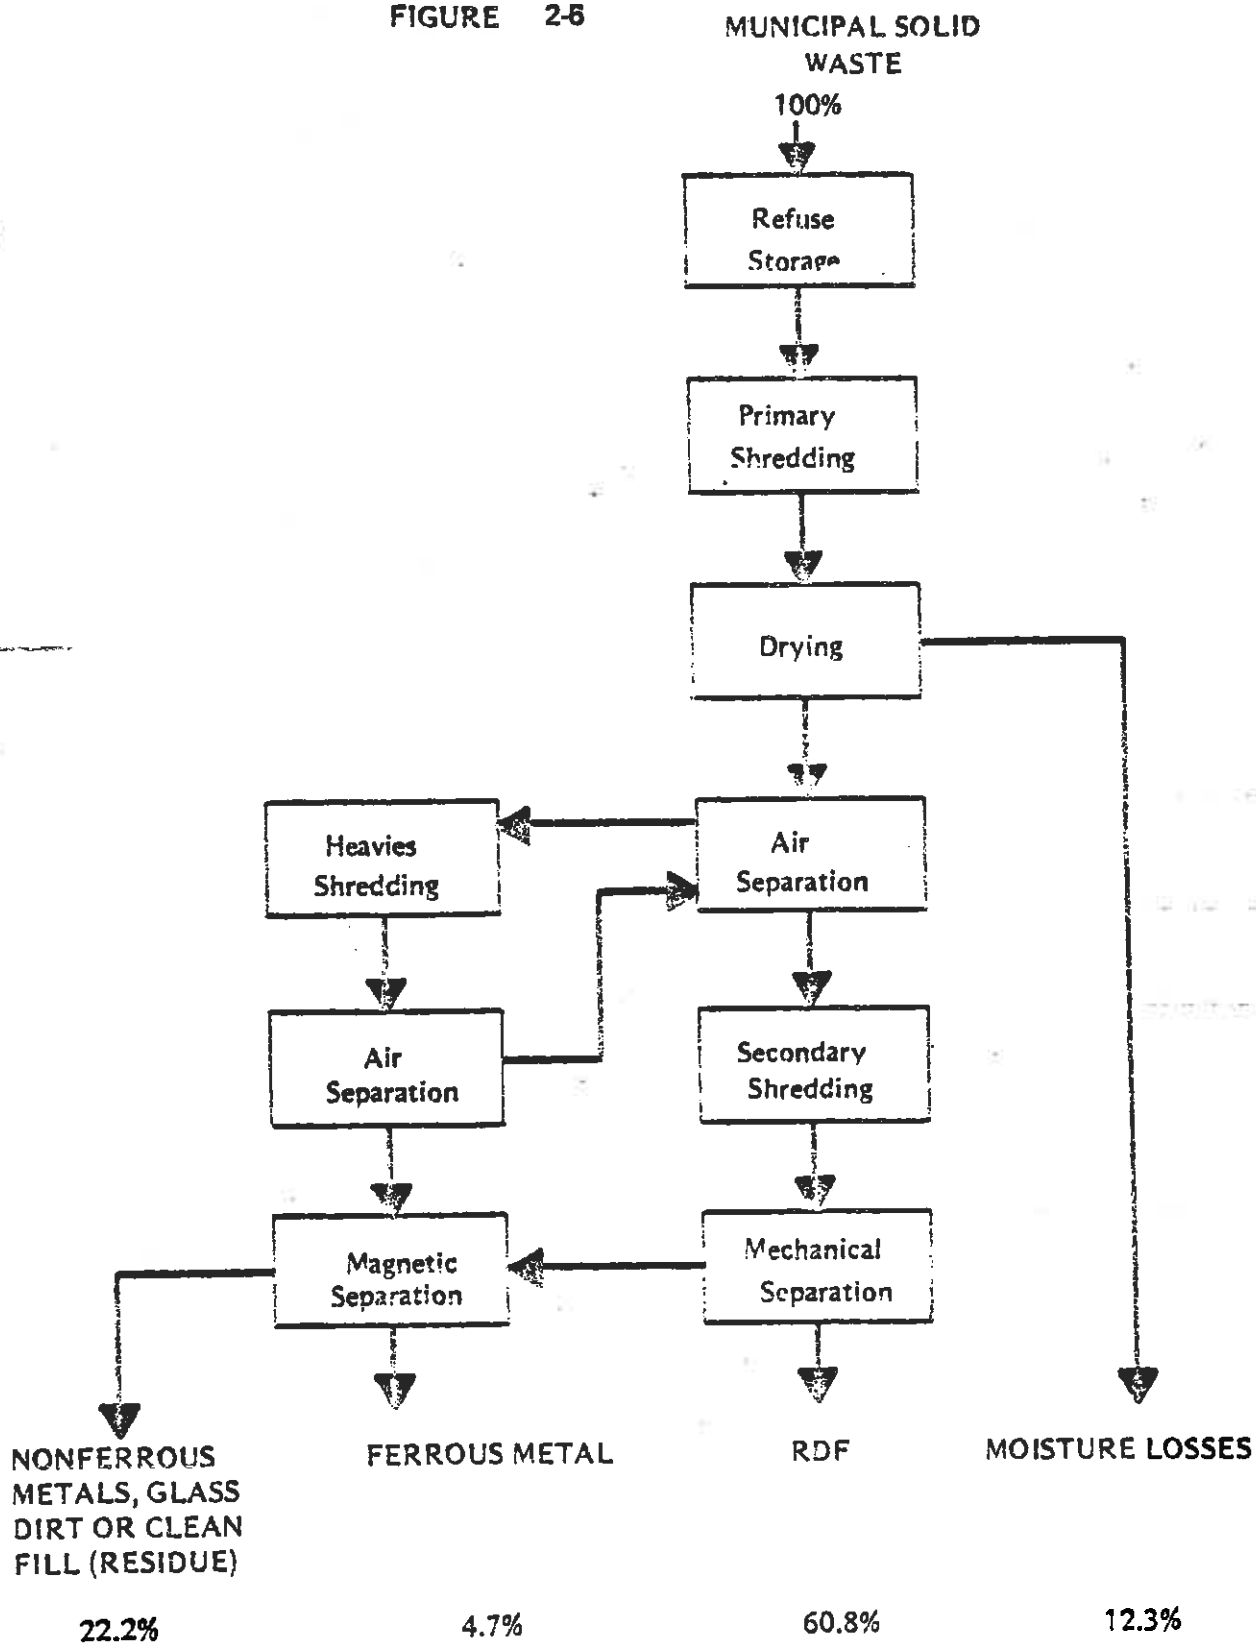 FIGURE 2-6
MUNICIPAL SOLID
WASTE
100%
Refuse
Storage
Primary
Shredding
Drying
Heavies
Shredding
Air
Separation
Air
Separation
Secondary
Shredding
Magnetic
Separation
Mechanical
Separation
NONFERROUS
METALS, GLASS
DIRT OR CLEAN
FILL (RESIDUE)
FERROUS METAL
RDF
MOISTURE LOSSES
22.2%
4.7%
60.8%
12.3%